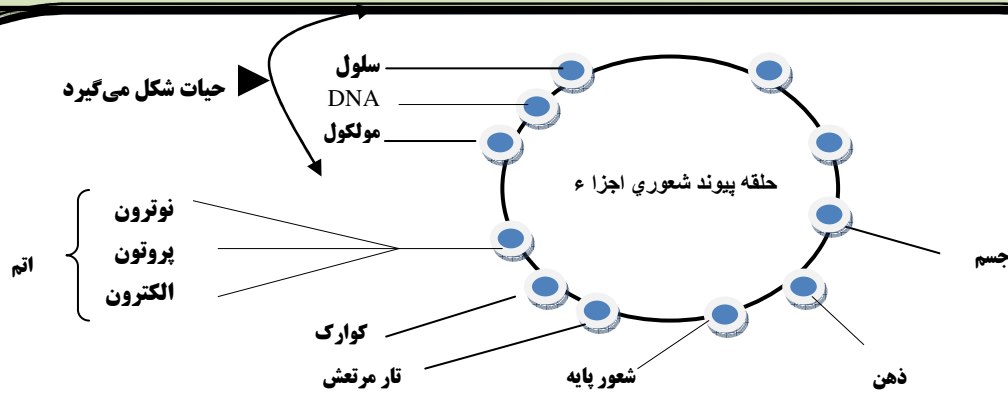 سلول
DNA
مولکول
حیات شکل می‌گیرد
حلقه پیوند شعوري اجزا ء
نوترون
پروتون
الکترون
اتم
جسم
کوارک
تار مرتعش
شعور پایه
ذهن